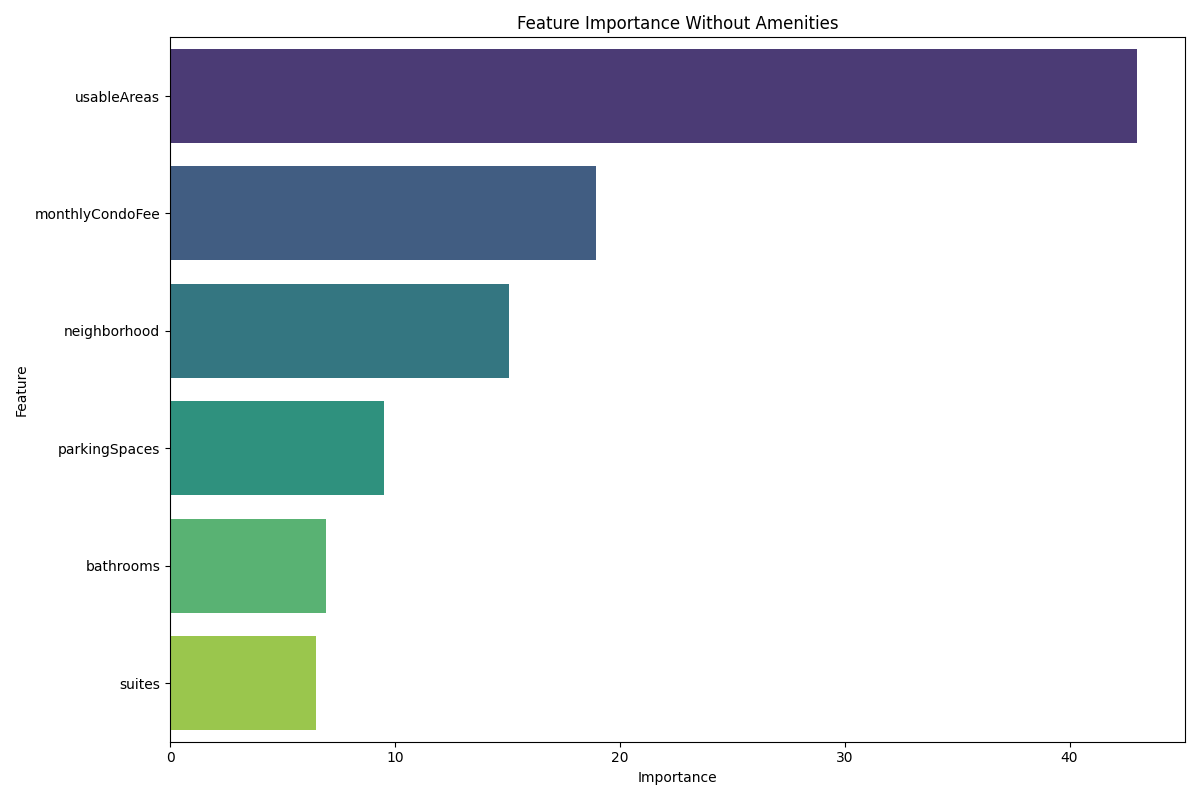 Feature Importance Without Amenities
usableAreas
monthlyCondoFee
neighborhood
parkingSpaces
bathrooms
suites
Feature
0 10 20 30 40
Importance